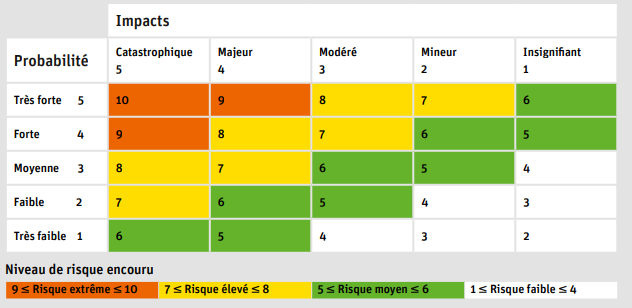 Impacts
Probabilité
Catastrophique Majeur Modéré Mineur Insignifiant
5 4 3 2 1
Très forte 5 10 9 8 7 6
Forte 4 9 8 7 6 5
Moyenne 3 8 7 6 5 4
Faible 2 7 6 5 4 3
Très faible 1 6 5 4 3 2
Niveau de risque encouru
9 ≤ Risque extrême ≤ 10 7 ≤ Risque élevé ≤ 8 5 ≤ Risque moyen ≤ 6 1 ≤ Risque faible ≤ 4